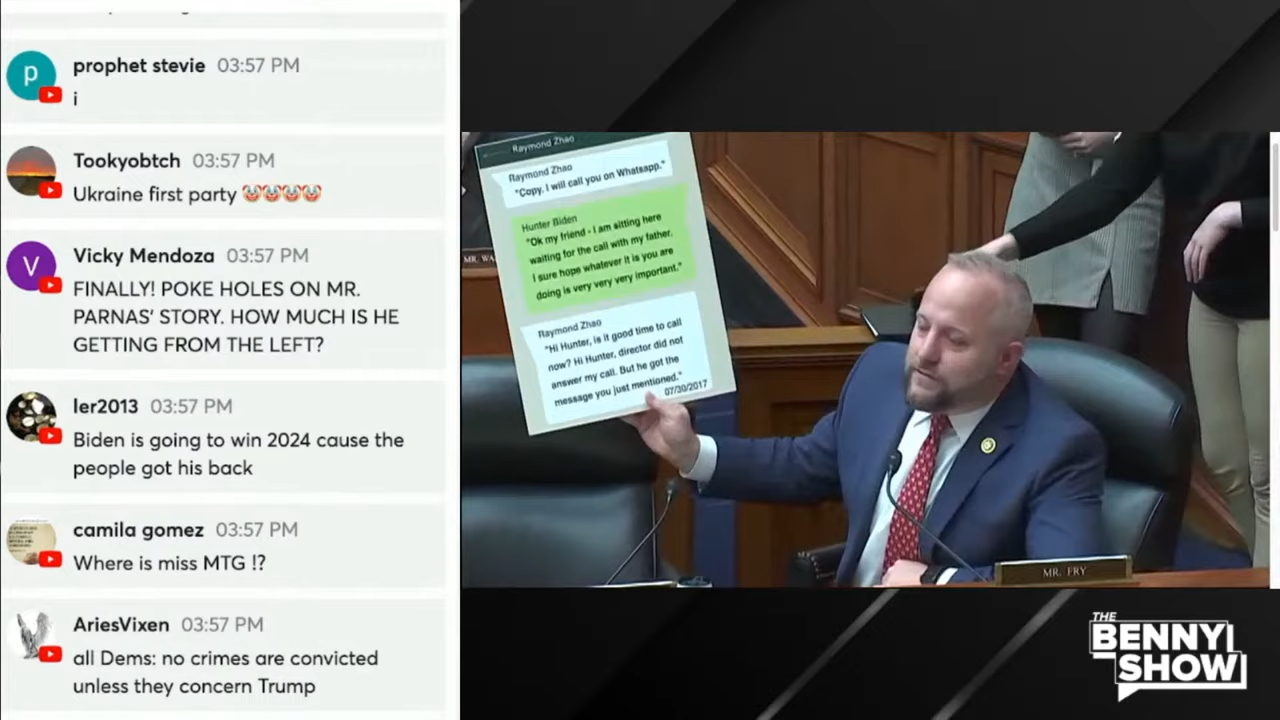 prophet stevie 03:57 PM
i
Tookyobtch 03:57 PM
Ukraine first party 🤡🤡🤡🤡
Vicky Mendoza 03:57 PM
FINALLY! POKE HOLES ON MR.
PARNAS' STORY. HOW MUCH IS HE
GETTING FROM THE LEFT?
ler2013 03:57 PM
Biden is going to win 2024 cause the
people got his back
camila gomez 03:57 PM
Where is miss MTG !?
AriesVixen 03:57 PM
all Dems: no crimes are convicted
unless they concern Trump
p
V
Raymond Zhao
Raymond Zhao
"Copy. I will call you on Whatsapp."
Hunter Biden
"Ok my friend - I am sitting here
waiting for the call with my father.
I sure hope whatever it is you are
doing is very very very important."
Raymond Zhao
"Hi Hunter, is it good time to call
now? Hi Hunter, director did not
answer my call. But he got the
message you just mentioned."
07/30/2017
MR. WA
MR. FRY
THE
BENNY
SHOW